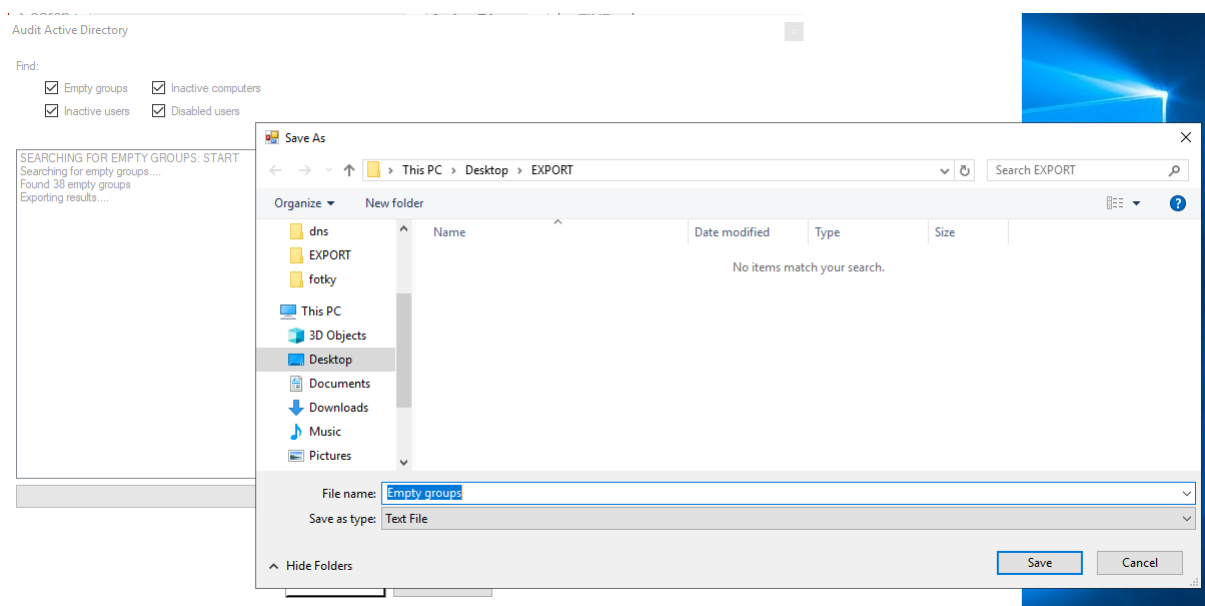 Audit Active Directory
Find:
Empty groups
Inactive computers
Inactive users
Disabled users
SEARCHING FOR EMPTY GROUPS: START
Searching for empty groups....
Found 38 empty groups
Exporting results....
Save As
This PC > Desktop > EXPORT
Search EXPORT
Organize
New folder
dns
EXPORT
fotky
This PC
3D Objects
Desktop
Documents
Downloads
Music
Pictures
Name
Date modified
Type
Size
No items match your search.
File name: Empty groups
Save as type: Text File
Hide Folders
Save
Cancel